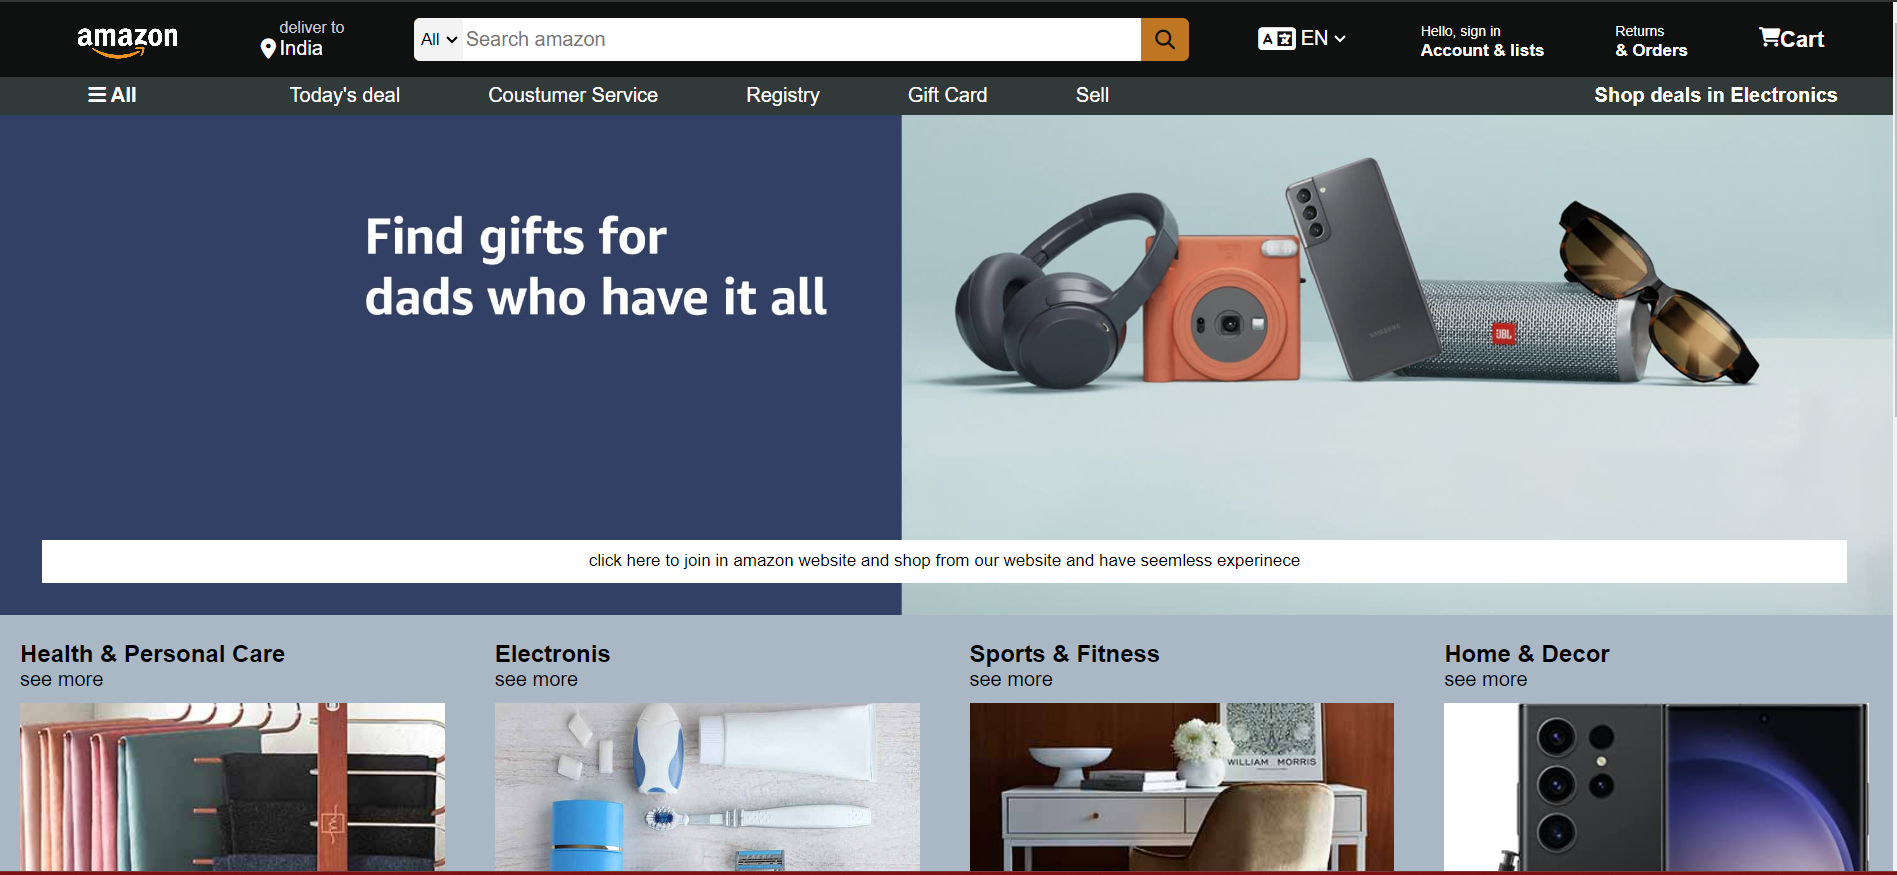 amazon
deliver to
India
All
Search amazon
A
EN
Hello, sign in
Account & lists
Returns
& Orders
Cart
All
Today's deal
Coustumer Service
Registry
Gift Card
Sell
Shop deals in Electronics
Find gifts for
dads who have it all
SAMSUNG
JBL
click here to join in amazon website and shop from our website and have seemless experinece
Health & Personal Care
see more
Electronis
see more
Sports & Fitness
see more
Home & Decor
see more
WILLIAM MORRIS